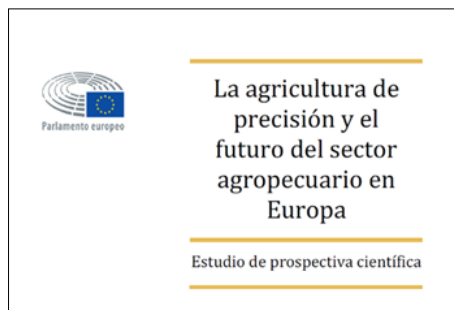 Parlamento europeo
La agricultura de
precisión y el
futuro del sector
agropecuario en
Europa
Estudio de prospectiva científica